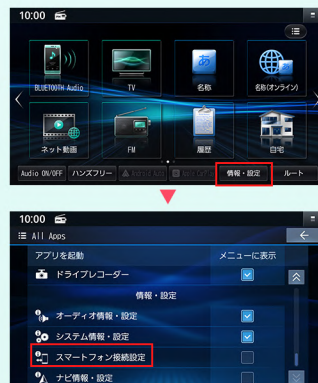 10:00
BLUETOOTH Audio
TV
あ
名称
名称(オンライン)
ネット動画
FM
履歴
自宅
Audio ON/OFF
ハンズフリー
Android Auto
Apple CarPlay
情報・設定
ルート
10:00
All Apps
アプリを起動
メニューに表示
ドライブレコーダー
情報・設定
オーディオ情報・設定
システム情報・設定
スマートフォン接続設定
ナビ情報・設定